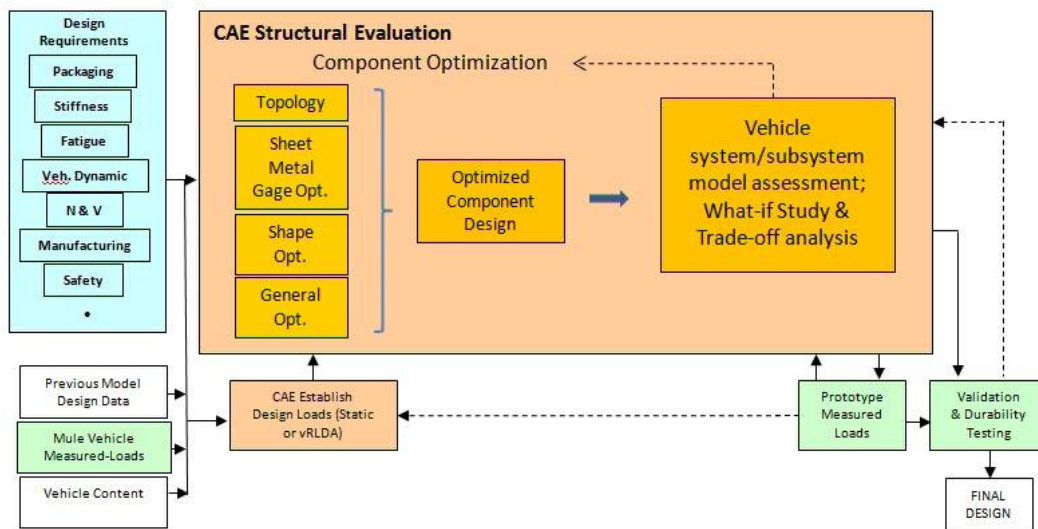 Design
Requirements
Packaging
Stiffness
Fatigue
Veh. Dynamic
N & V
Manufacturing
Safety
•
CAE Structural Evaluation
Component Optimization
Topology
Sheet
Metal
Gage Opt.
Shape
Opt.
General
Opt.
Optimized
Component
Design
Vehicle
system/subsystem
model assessment;
What-if Study &
Trade-off analysis
Previous Model
Design Data
Mule Vehicle
Measured-Loads
Vehicle Content
CAE Establish
Design Loads (Static
or vRLDA)
Prototype
Measured
Loads
Validation
& Durability
Testing
FINAL
DESIGN